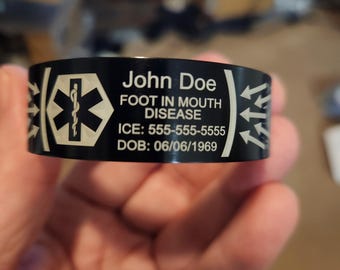 John Doe
FOOT IN MOUTH
DISEASE
ICE: 555-555-5555
DOB: 06/06/1969